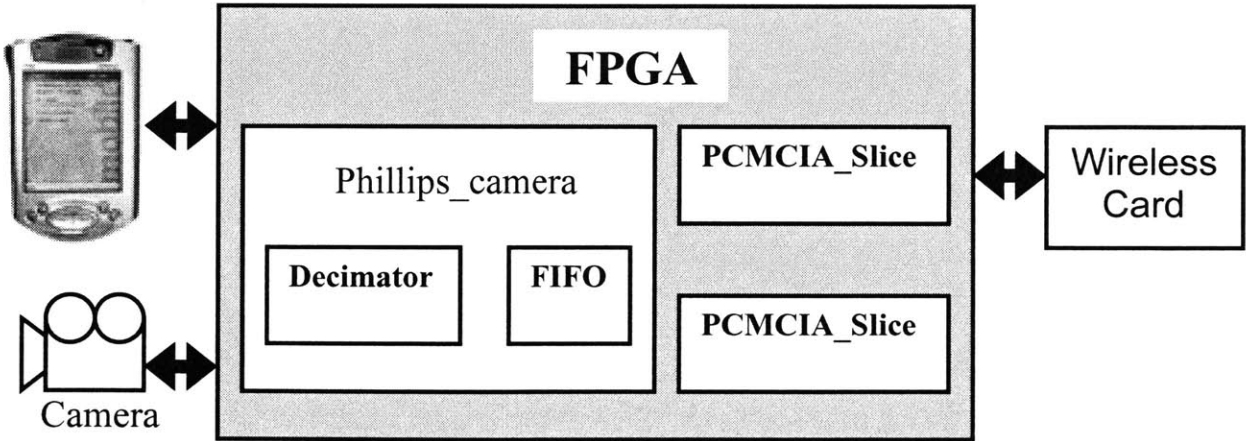 FPGA
Phillips_camera
Decimator
FIFO
PCMCIA_Slice
PCMCIA_Slice
Wireless
Card
Camera